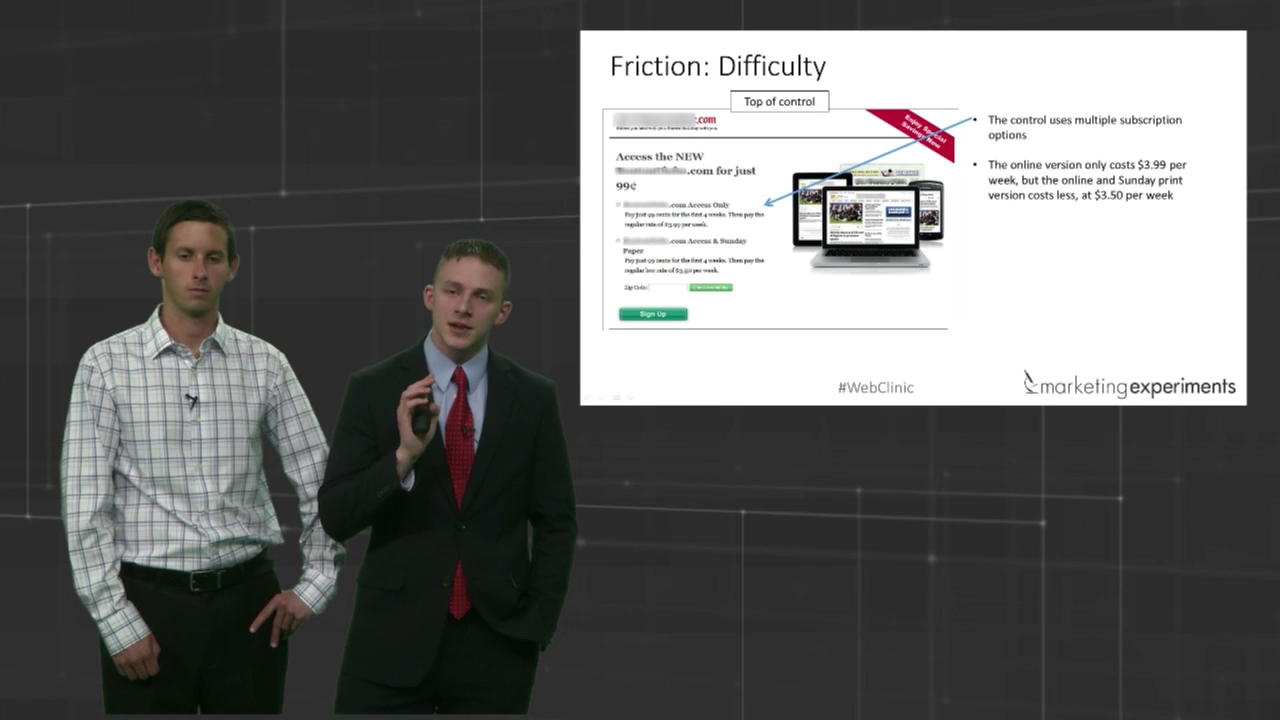 Friction: Difficulty
Top of control
.com
Enjoy Special
Savings Now
Access the NEW
.com for just
99¢
.com Access Only
Pay just 99 cents for the first 4 weeks. Then pay the
regular rate of $3.99 per week.
.com Access & Sunday
Paper
Pay just 99 cents for the first 4 weeks. Then pay the
regular low rate of $3.50 per week.
Zip Code:
Sign Up
• The control uses multiple subscription
options
• The online version only costs $3.99 per
week, but the online and Sunday print
version costs less, at $3.50 per week
#WebClinic
marketingexperiments